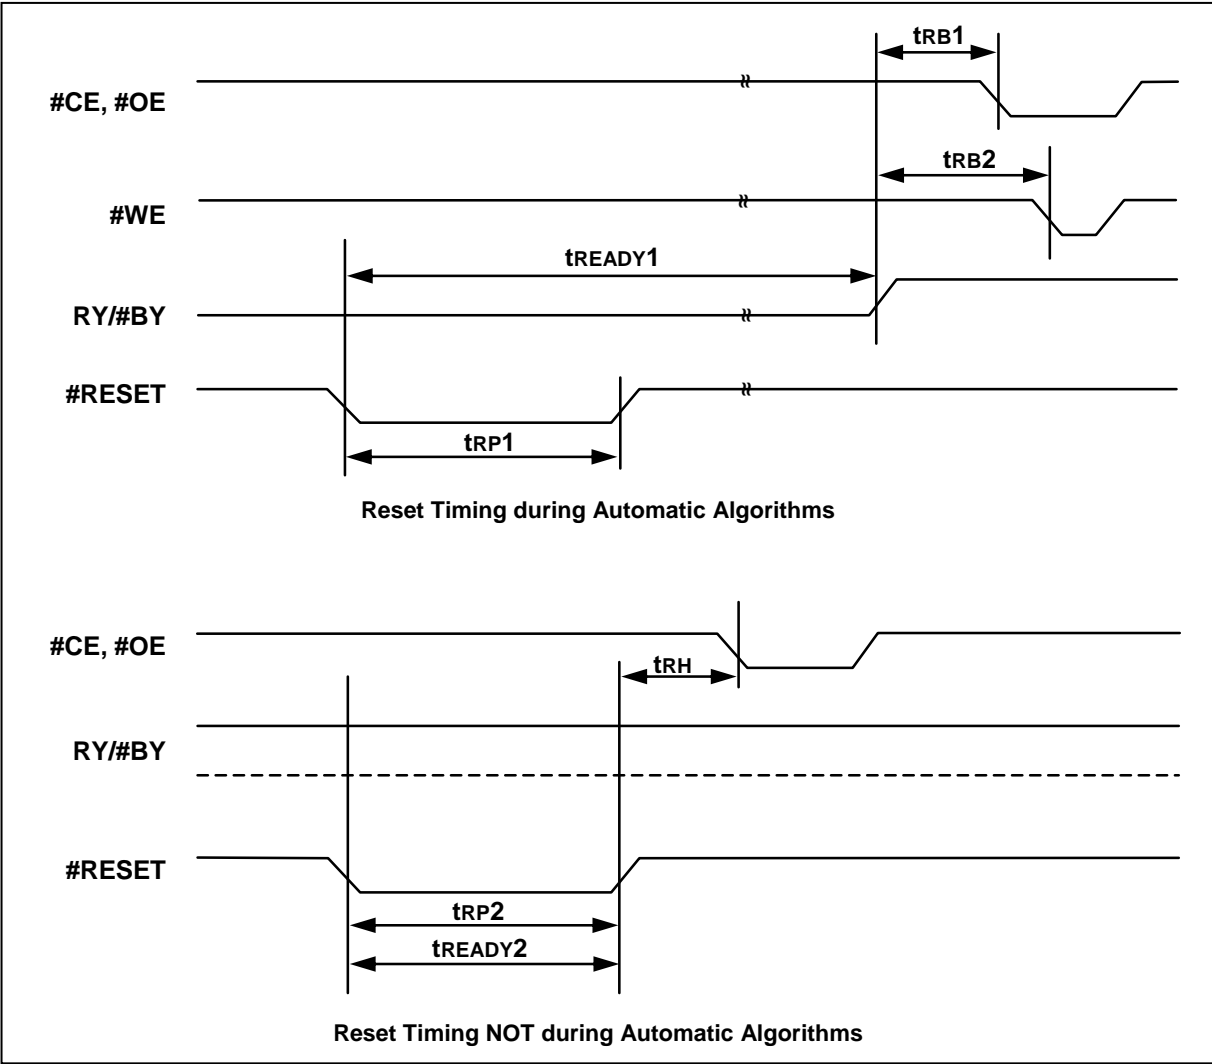 tRB1
#CE, #OE
tRB2
#WE
tREADY1
RY/#BY
#RESET
tRP1
Reset Timing during Automatic Algorithms
#CE, #OE
tRH
RY/#BY
#RESET
tRP2
tREADY2
Reset Timing NOT during Automatic Algorithms